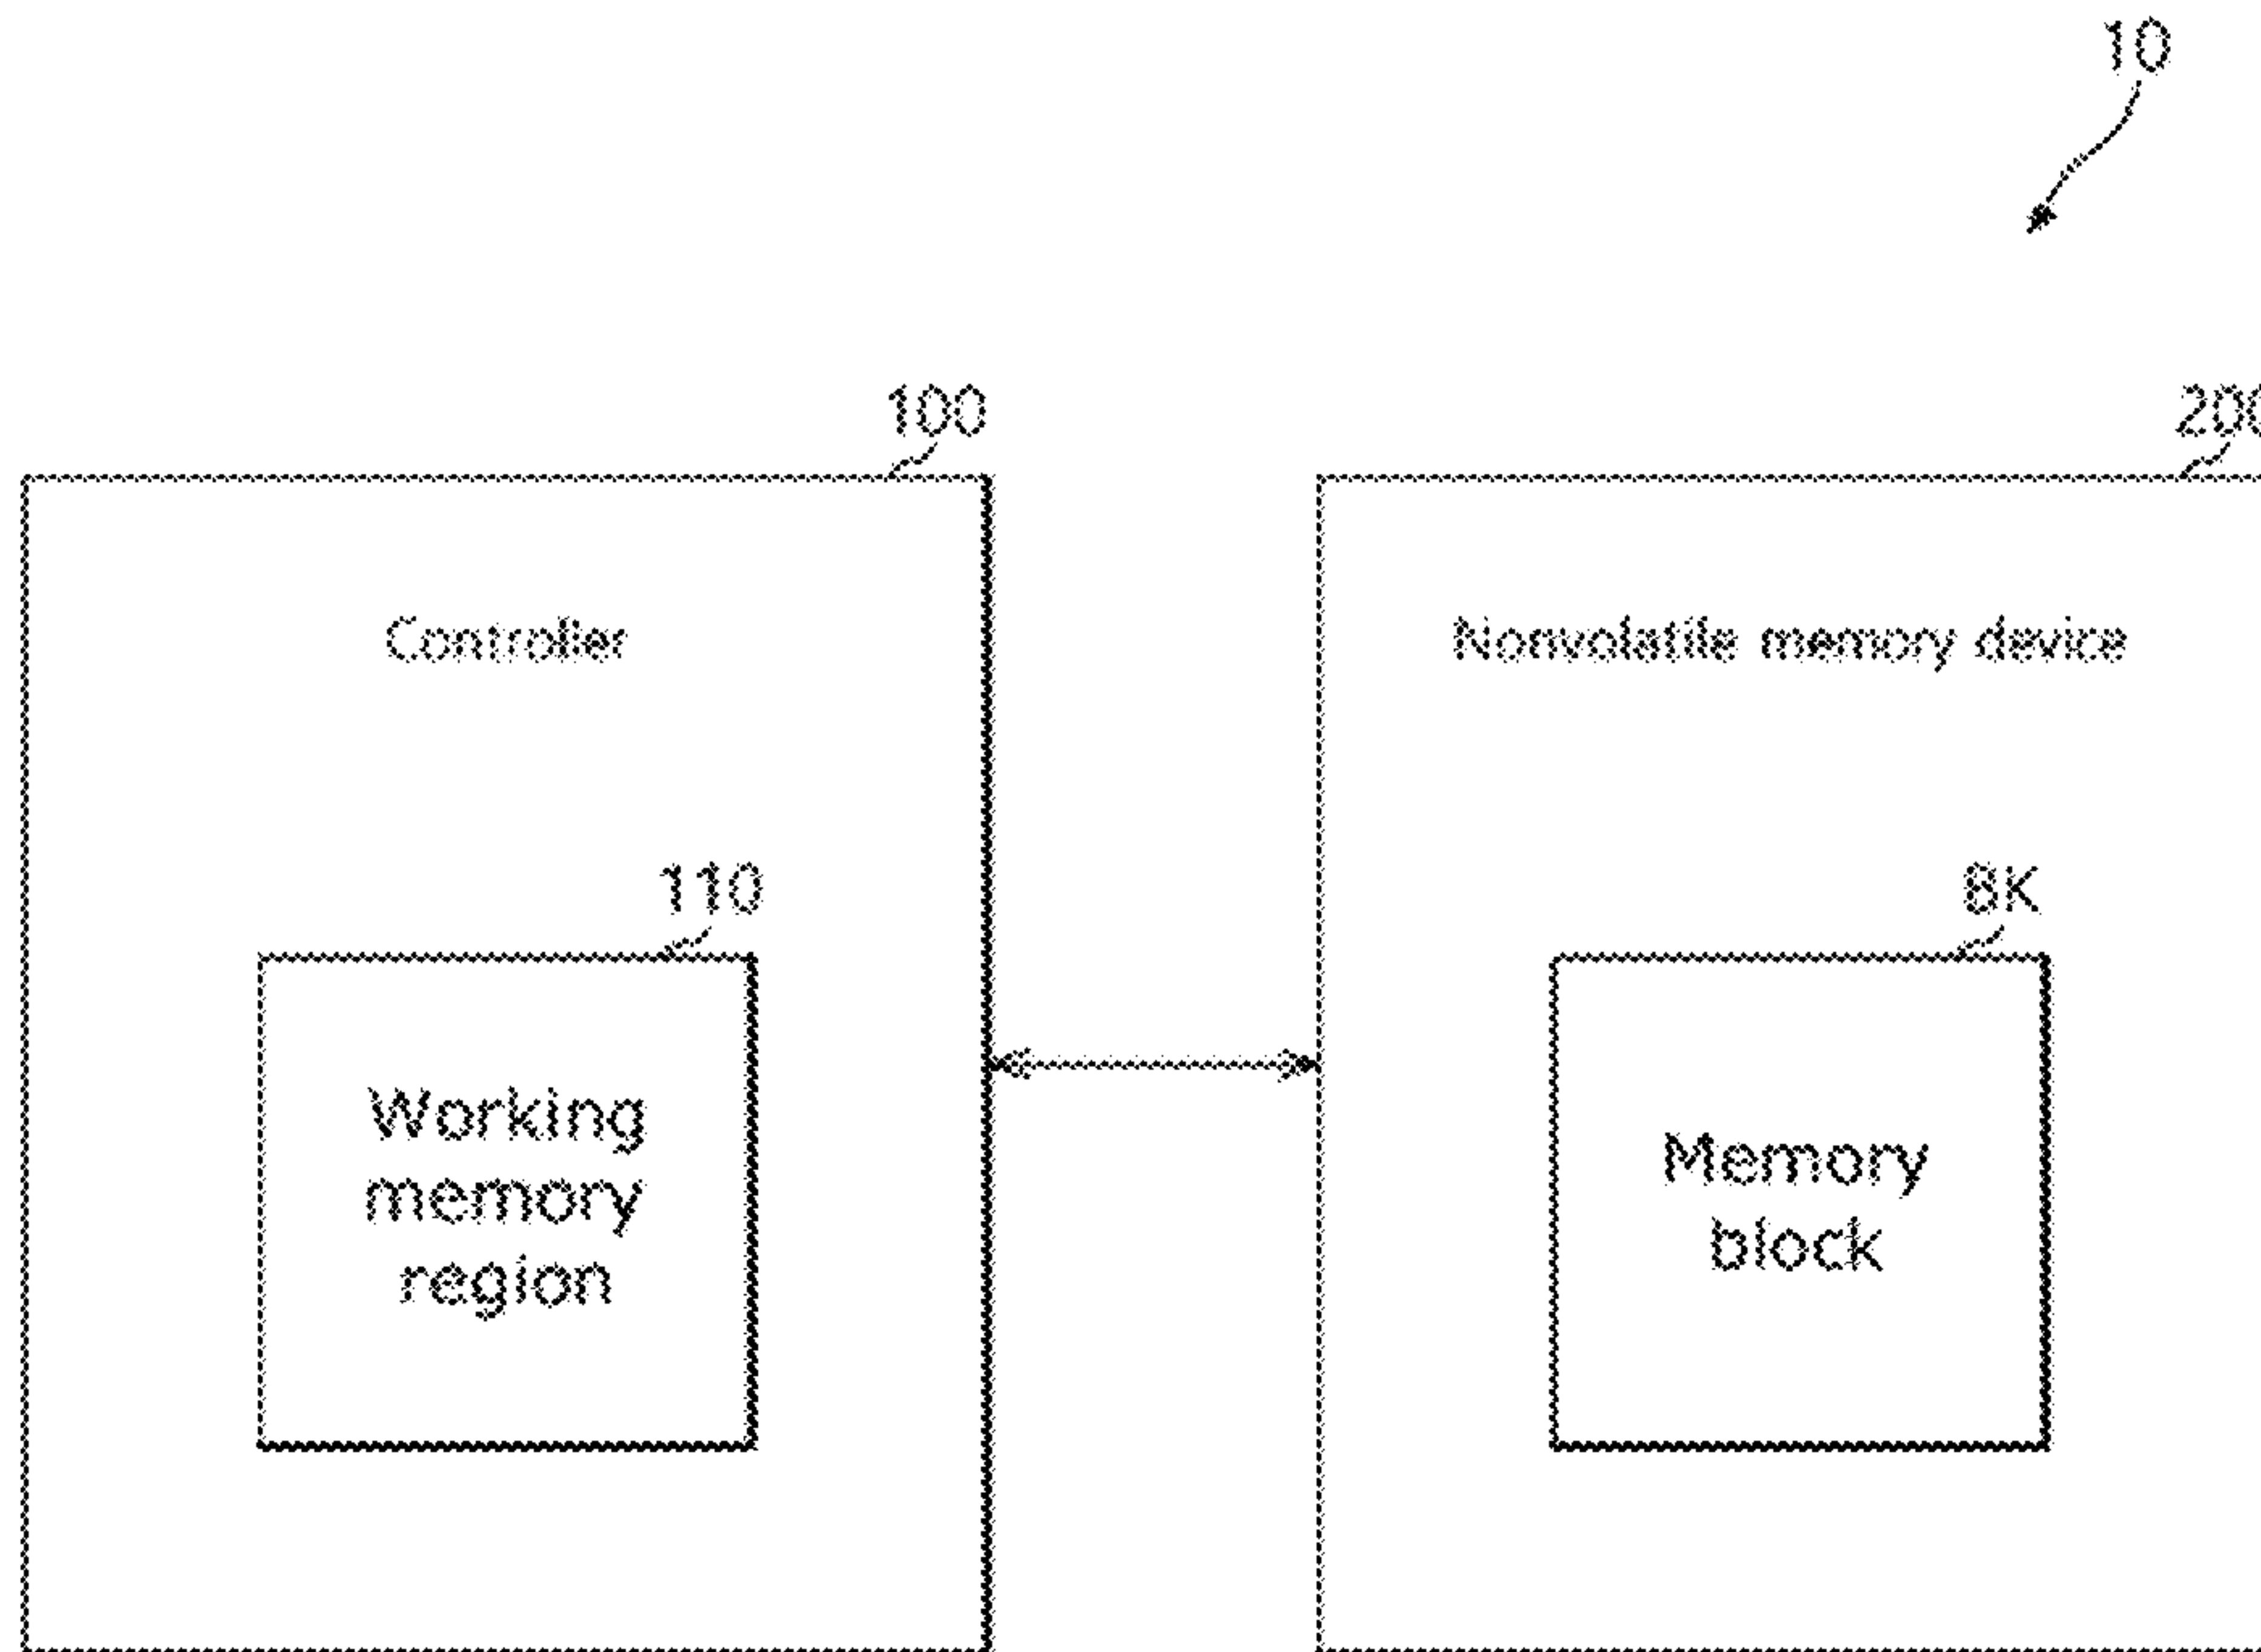 10
100
200
Controller
Nonvolatile memory device
110
BK
Working
memory
region
Memory
block